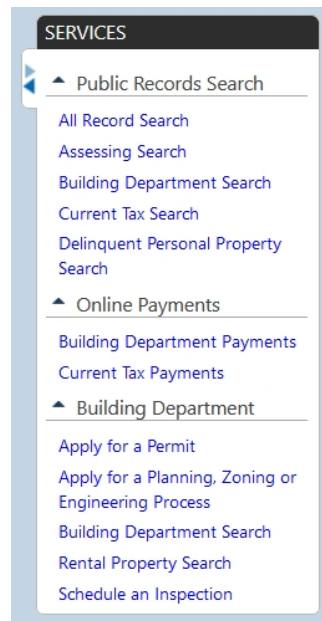 SERVICES
Public Records Search
All Record Search
Assessing Search
Building Department Search
Current Tax Search
Delinquent Personal Property
Search
Online Payments
Building Department Payments
Current Tax Payments
Building Department
Apply for a Permit
Apply for a Planning, Zoning or
Engineering Process
Building Department Search
Rental Property Search
Schedule an Inspection